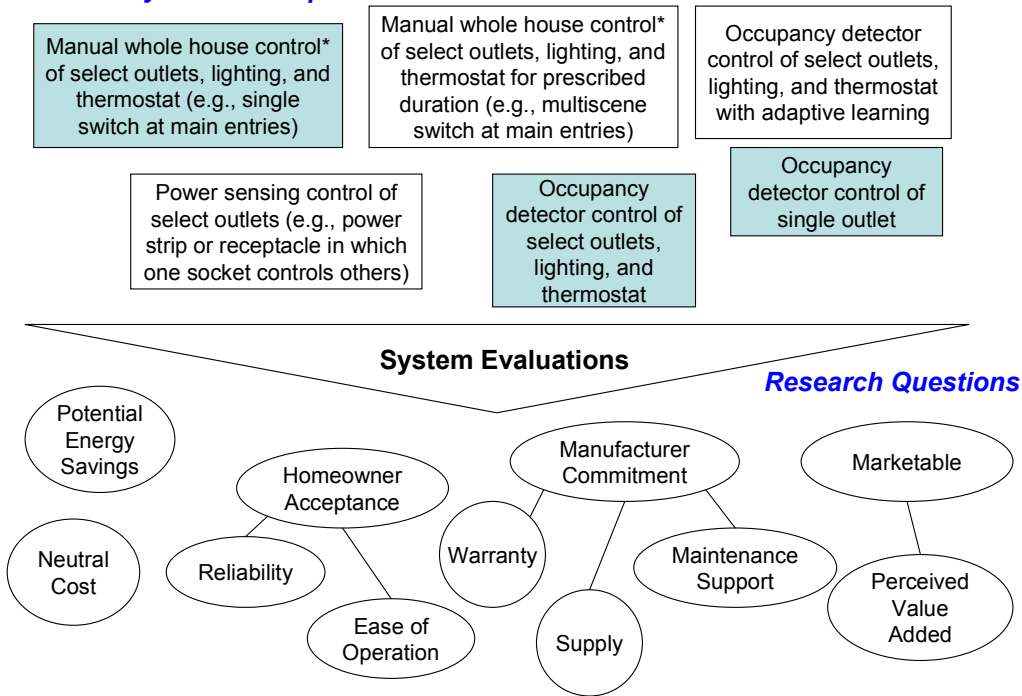 Manual whole house control*
of select outlets, lighting, and
thermostat (e.g., single
switch at main entries)
Manual whole house control*
of select outlets, lighting, and
thermostat for prescribed
duration (e.g., multiscene
switch at main entries)
Occupancy detector
control of select outlets,
lighting, and thermostat
with adaptive learning
Power sensing control of
select outlets (e.g., power
strip or receptacle in which
one socket controls others)
Occupancy
detector control of
select outlets,
lighting, and
thermostat
Occupancy
detector control of
single outlet
System Evaluations
Research Questions
Potential
Energy
Savings
Homeowner
Acceptance
Manufacturer
Commitment
Marketable
Neutral
Cost
Reliability
Ease of
Operation
Warranty
Supply
Maintenance
Support
Perceived
Value
Added